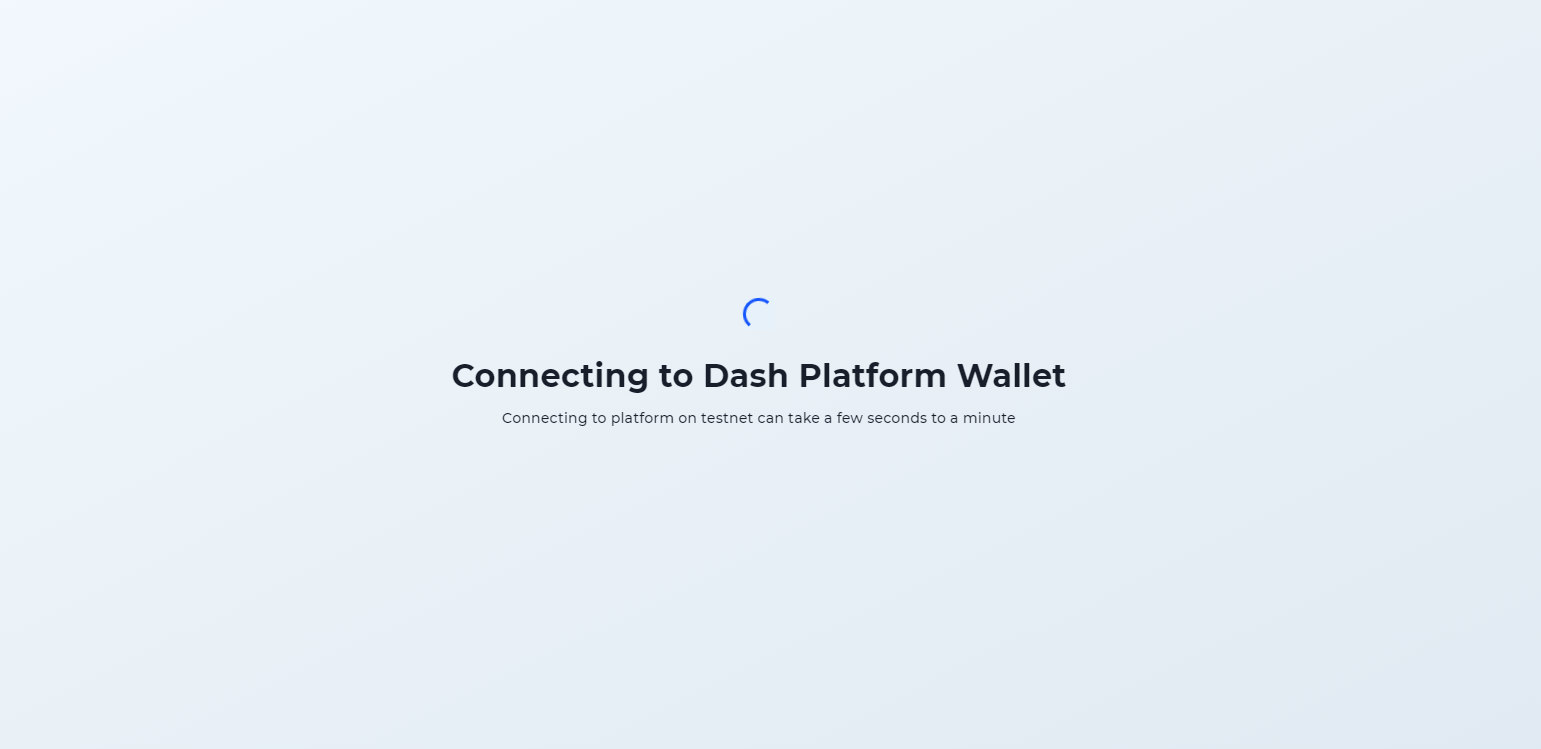 Connecting to Dash Platform Wallet
Connecting to platform on testnet can take a few seconds to a minute